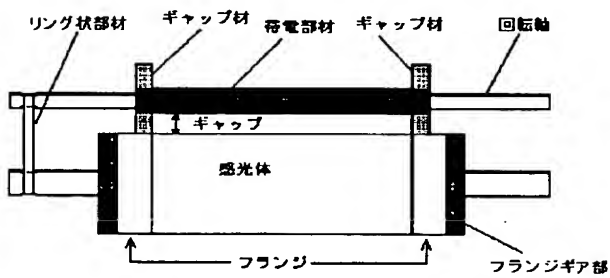 リング状部材
ギャップ材
荷電部材
ギャップ材
回転軸
ギャップ
感光体
フランジ
フランジギア部